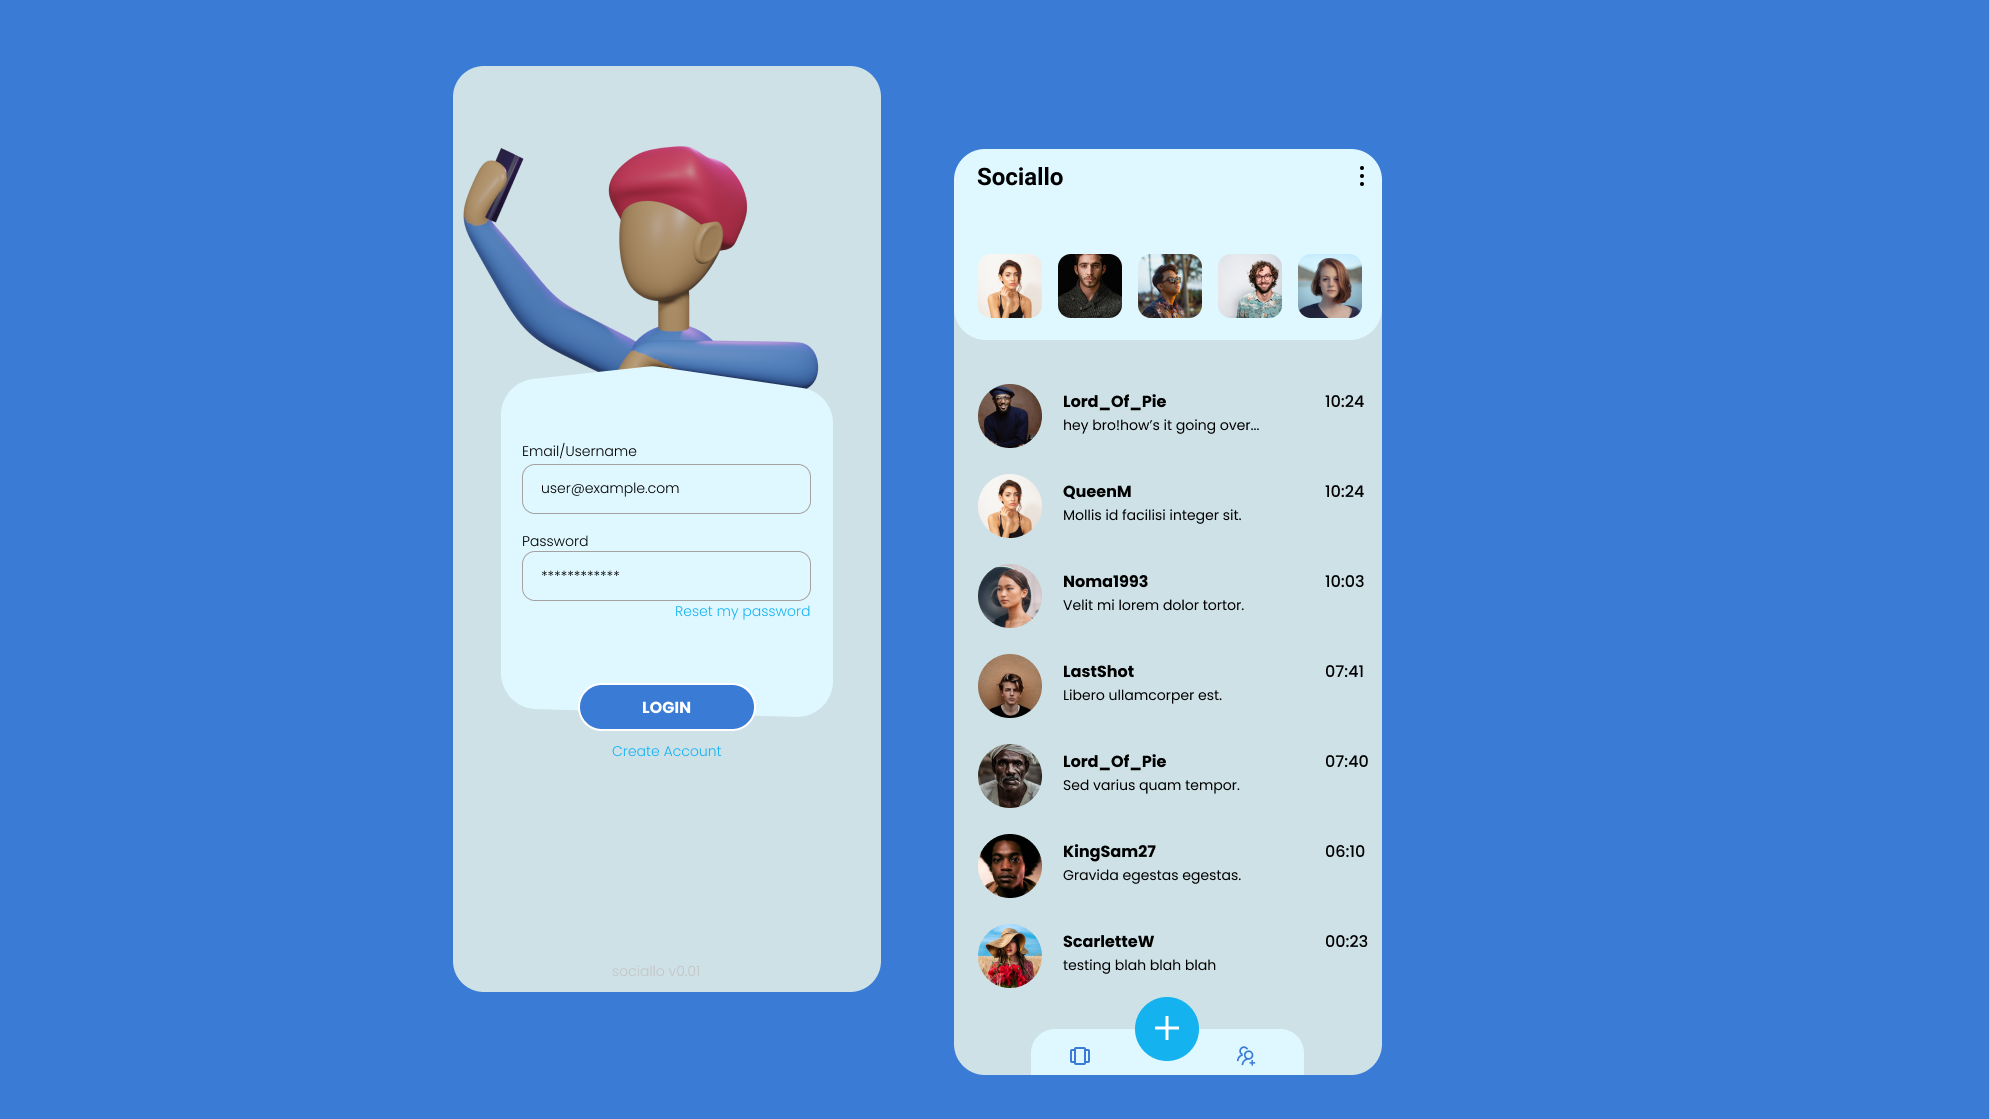 Email/Username
user@example.com
Password
************
Reset my password
LOGIN
Create Account
sociallo v0.01
Sociallo
Lord_Of_Pie
10:24
hey bro!how's it going over...
QueenM
10:24
Mollis id facilisi integer sit.
Noma1993
10:03
Velit mi lorem dolor tortor.
LastShot
07:41
Libero ullamcorper est.
Lord_Of_Pie
07:40
Sed varius quam tempor.
KingSam27
06:10
Gravida egestas egestas.
ScarletteW
00:23
testing blah blah blah